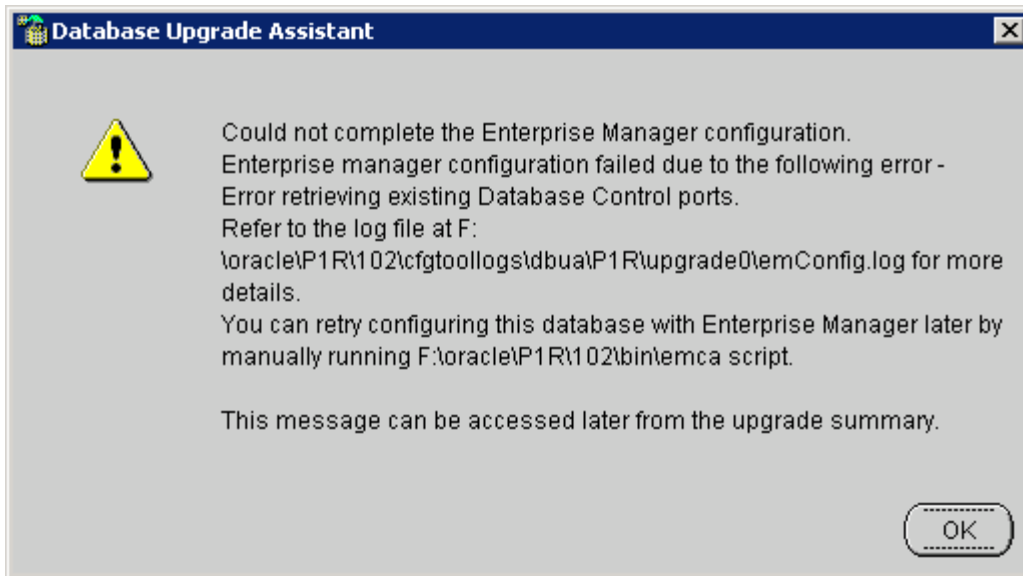 Database Upgrade Assistant
Could not complete the Enterprise Manager configuration.
Enterprise manager configuration failed due to the following error -
Error retrieving existing Database Control ports.
Refer to the log file at F:
\oracle\P1R\102\cfgtoollogs\dbua\P1R\upgrade0\emConfig.log for more
details.
You can retry configuring this database with Enterprise Manager later by
manually running F:\oracle\P1R\102\bin\emca script.
This message can be accessed later from the upgrade summary.
OK